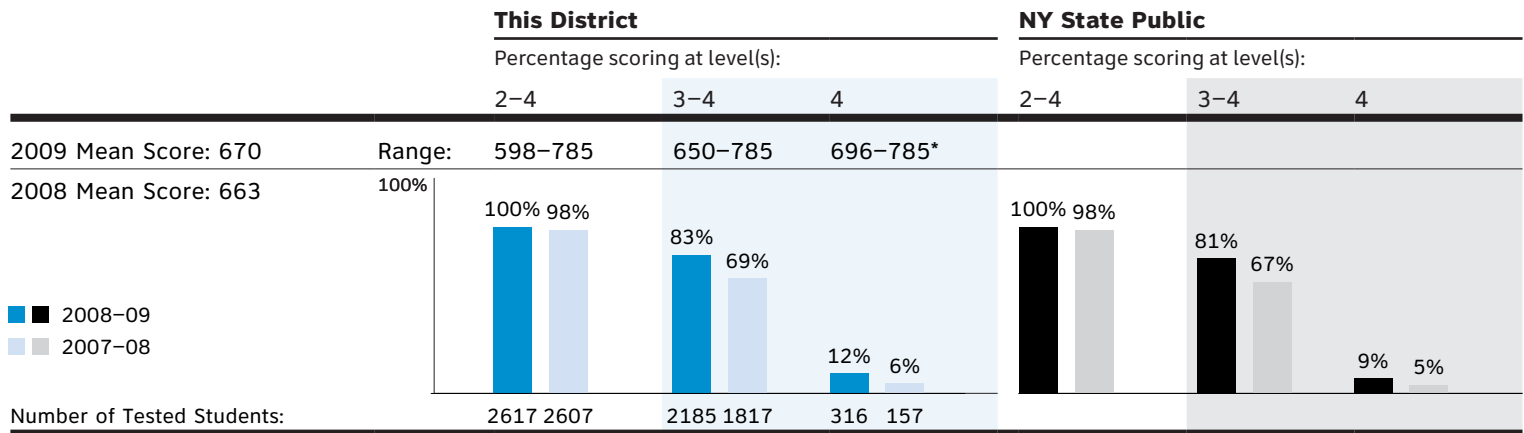 This District NY State Public
Percentage scoring at level(s): Percentage scoring at level(s):
2–4 3–4 4 2–4 3–4 4
2009 Mean Score: 670 Range: 598–785 650–785 696–785*
2008 Mean Score: 663 100%
100% 98% 83% 69% 12% 6% 100% 98% 81% 67% 9% 5%
2008–09
2007–08
Number of Tested Students: 2617 2607 2185 1817 316 157